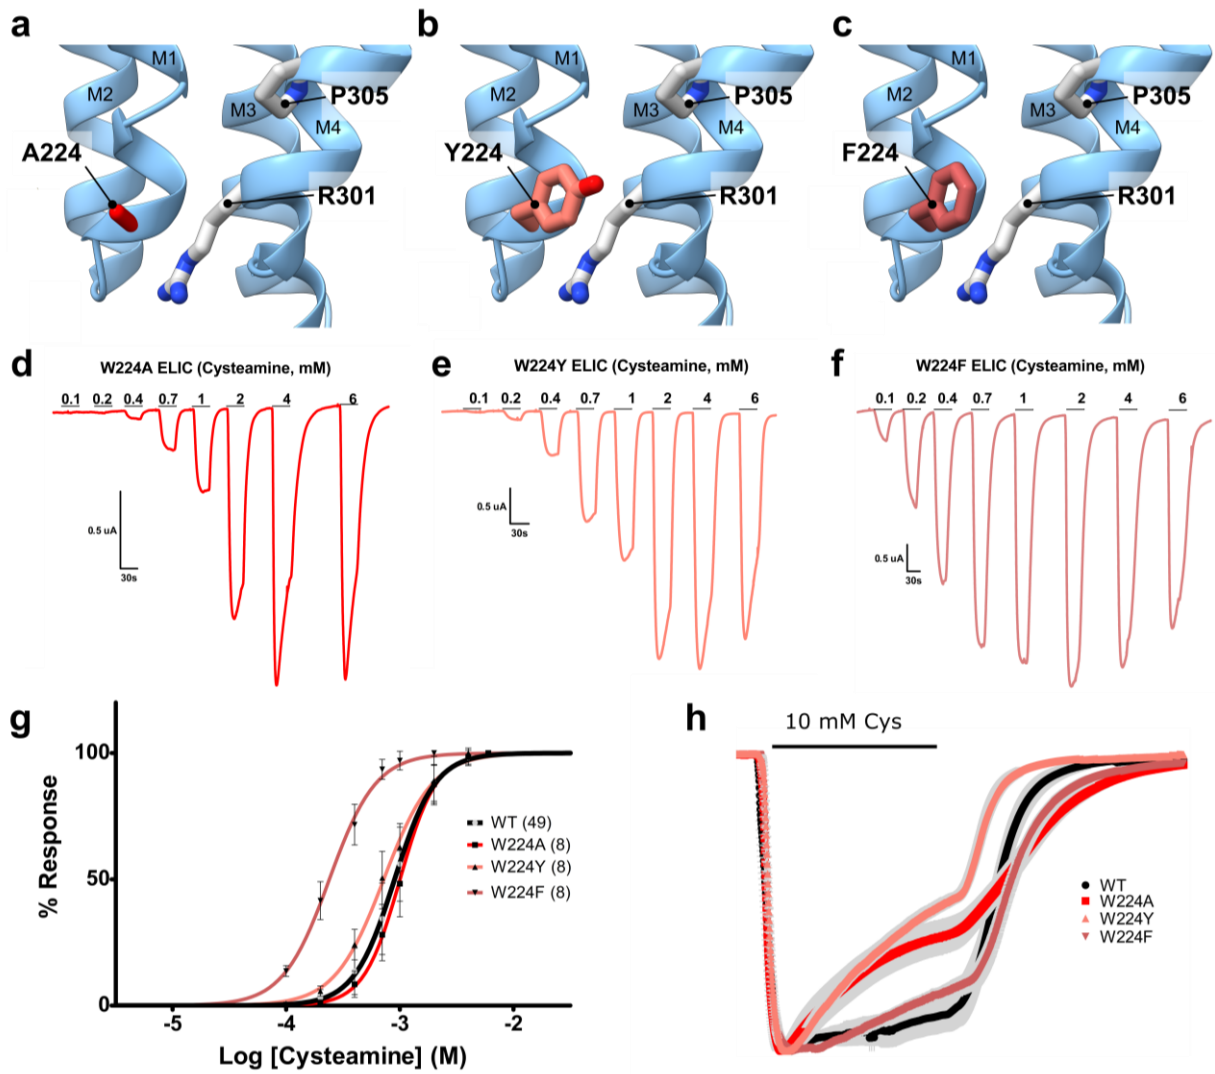 a
M1
M2
M3
M4
P305
A224
R301
b
M1
M2
M3
M4
P305
Y224
R301
c
M1
M2
M3
M4
P305
F224
R301
d
W224A ELIC (Cysteamine, mM)
0.1 0.2 0.4 0.7 1 2 4 6
0.5 uA
30s
e
W224Y ELIC (Cysteamine, mM)
0.1 0.2 0.4 0.7 1 2 4 6
0.5 uA
30s
f
W224F ELIC (Cysteamine, mM)
0.1 0.2 0.4 0.7 1 2 4 6
0.5 uA
30s
g
100
50
0
% Response
WT (49)
W224A (8)
W224Y (8)
W224F (8)
-5 -4 -3 -2
Log [Cysteamine] (M)
h
10 mM Cys
WT
W224A
W224Y
W224F